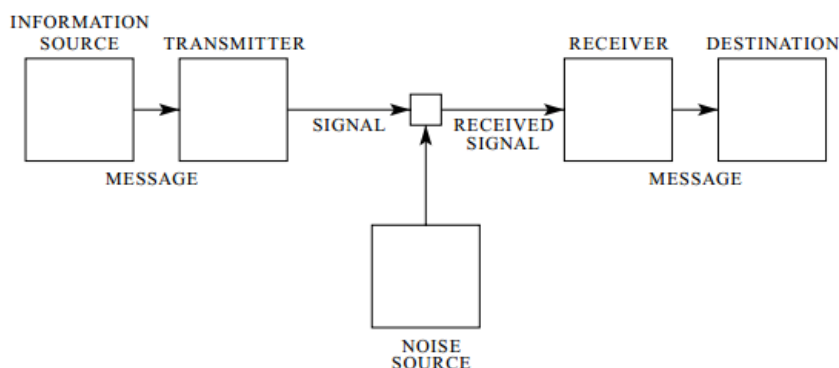 INFORMATION
SOURCE
TRANSMITTER
RECEIVER
DESTINATION
SIGNAL
RECEIVED
SIGNAL
MESSAGE
MESSAGE
NOISE
SOURCE